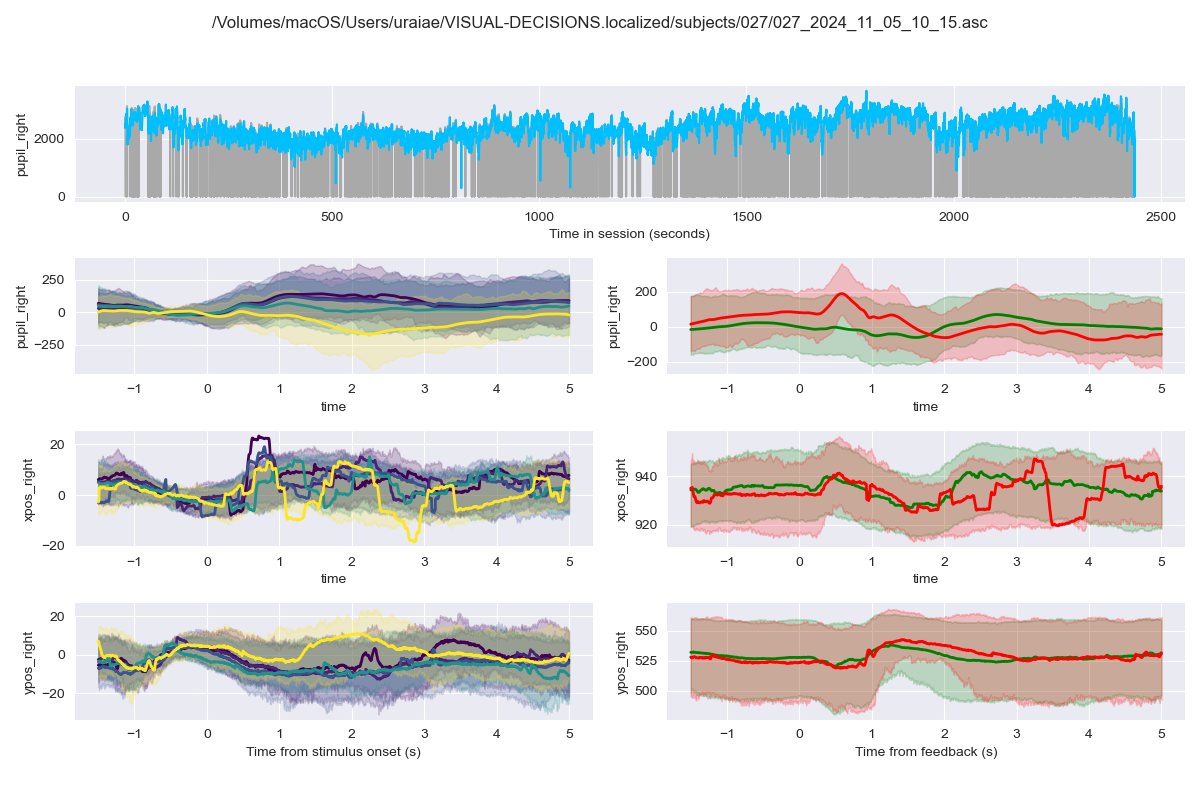 /Volumes/macOS/Users/uraiae/VISUAL-DECISIONS.localized/subjects/027/027_2024_11_05_10_15.asc
pupil_right
2000
0
0 500 1000 1500 2000 2500
Time in session (seconds)
pupil_right
250
0
−250
−1 0 1 2 3 4 5
time
pupil_right
200
0
−200
−1 0 1 2 3 4 5
time
xpos_right
20
0
−20
−1 0 1 2 3 4 5
time
xpos_right
940
920
−1 0 1 2 3 4 5
time
ypos_right
20
0
−20
−1 0 1 2 3 4 5
Time from stimulus onset (s)
ypos_right
550
525
500
−1 0 1 2 3 4 5
Time from feedback (s)